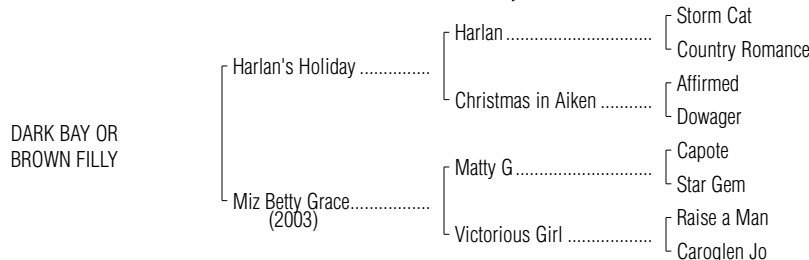 Storm Cat
Harlan ................................
Country Romance
Harlan's Holiday ...............
Affirmed
Christmas in Aiken ...........
Dowager
DARK BAY OR
BROWN FILLY
Capote
Matty G..............................
Star Gem
Miz Betty Grace.................
(2003)
Raise a Man
Victorious Girl ..................
Caroglen Jo